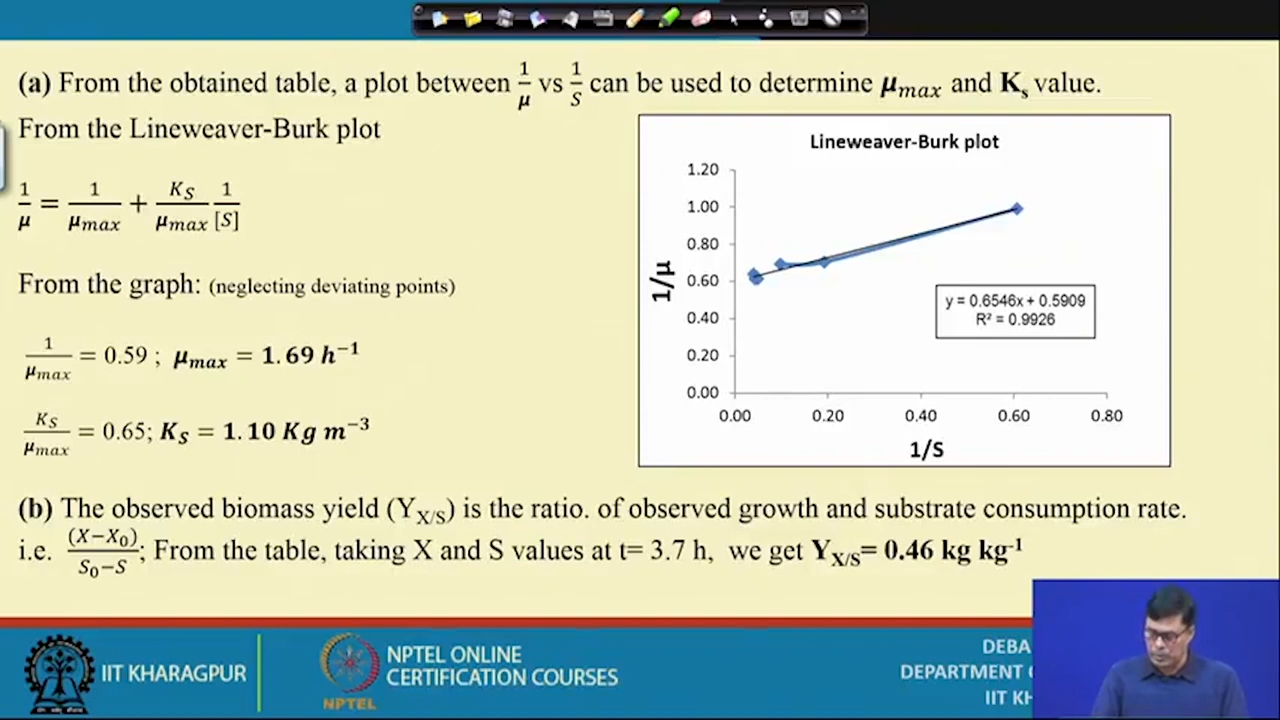 (a) From the obtained table, a plot between 1/μ vs 1/S can be used to determine μmax and Ks value.
From the Lineweaver-Burk plot
1/μ = 1/μmax + KS/μmax 1/[S]
From the graph: (neglecting deviating points)
1/μmax = 0.59 ; μmax = 1.69 h⁻¹
KS/μmax = 0.65; KS = 1.10 Kg m⁻³
Lineweaver-Burk plot
1.20
1.00
0.80
0.60
0.40
0.20
0.00
1/μ
y = 0.6546x + 0.5909
R² = 0.9926
0.00 0.20 0.40 0.60 0.80
1/S
(b) The observed biomass yield (YX/S) is the ratio. of observed growth and substrate consumption rate.
i.e. (X−X0)/S0−S; From the table, taking X and S values at t= 3.7 h, we get YX/S= 0.46 kg kg⁻¹
IIT KHARAGPUR
NPTEL
NPTEL ONLINE
CERTIFICATION COURSES
DEBA
DEPARTMENT
IIT KH